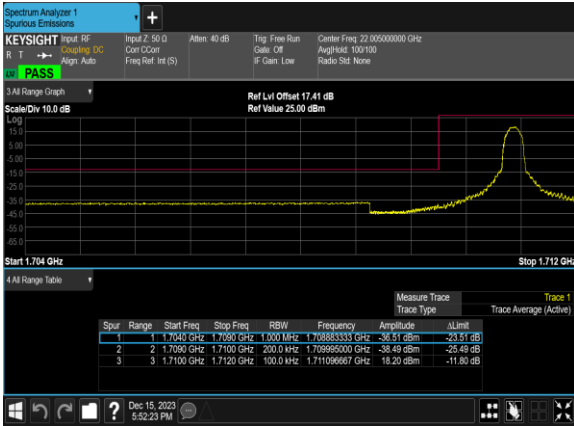 Spectrum Analyzer 1
Spurious Emissions
+
KEYSIGHT Input: RF Input Z: 50 Ω Atten: 40 dB Trig: Free Run Center Freq: 22.005000000 GHz
R T Coupling: DC Corr CCorr Gate: Off Avg|Hold: 100/100
Align: Auto Freq Ref: Int (S) IF Gain: Low Radio Std: None
PASS
3 All Range Graph
Ref Lvl Offset 17.41 dB
Scale/Div 10.0 dB Ref Value 25.00 dBm
Log
15.0
5.00
-5.00
-15.0
-25.0
-35.0
-45.0
-55.0
-65.0
Start 1.704 GHz Stop 1.712 GHz
4 All Range Table
Measure Trace Trace 1
Trace Type Trace Average (Active)
Spur Range Start Freq Stop Freq RBW Frequency Amplitude ΔLimit
1 1 1.7040 GHz 1.7090 GHz 1.000 MHz 1.708883333 GHz -36.51 dBm -23.51 dB
2 2 1.7090 GHz 1.7100 GHz 200.0 kHz 1.709995000 GHz -38.49 dBm -25.49 dB
3 3 1.7100 GHz 1.7120 GHz 100.0 kHz 1.711096667 GHz 18.20 dBm -11.80 dB
? Dec 15, 2023
5:52:23 PM